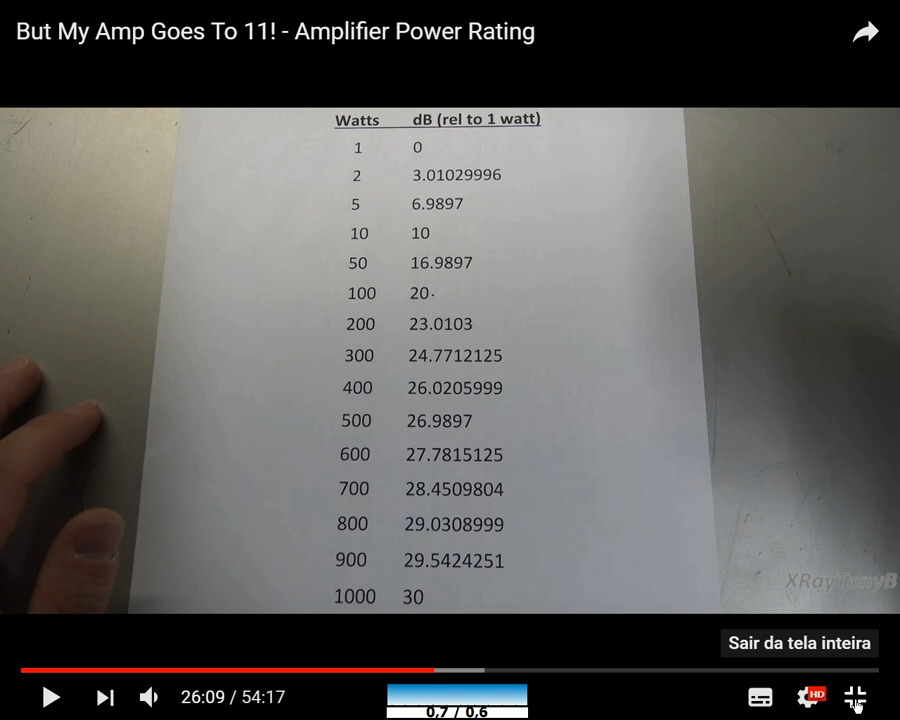 But My Amp Goes To 11! - Amplifier Power Rating
Watts dB (rel to 1 watt)
1 0
2 3.01029996
5 6.9897
10 10
50 16.9897
100 20.
200 23.0103
300 24.7712125
400 26.0205999
500 26.9897
600 27.7815125
700 28.4509804
800 29.0308999
900 29.5424251
1000 30
XRayTonyB
Sair da tela inteira
26:09 / 54:17
HD
0,7 / 0,6